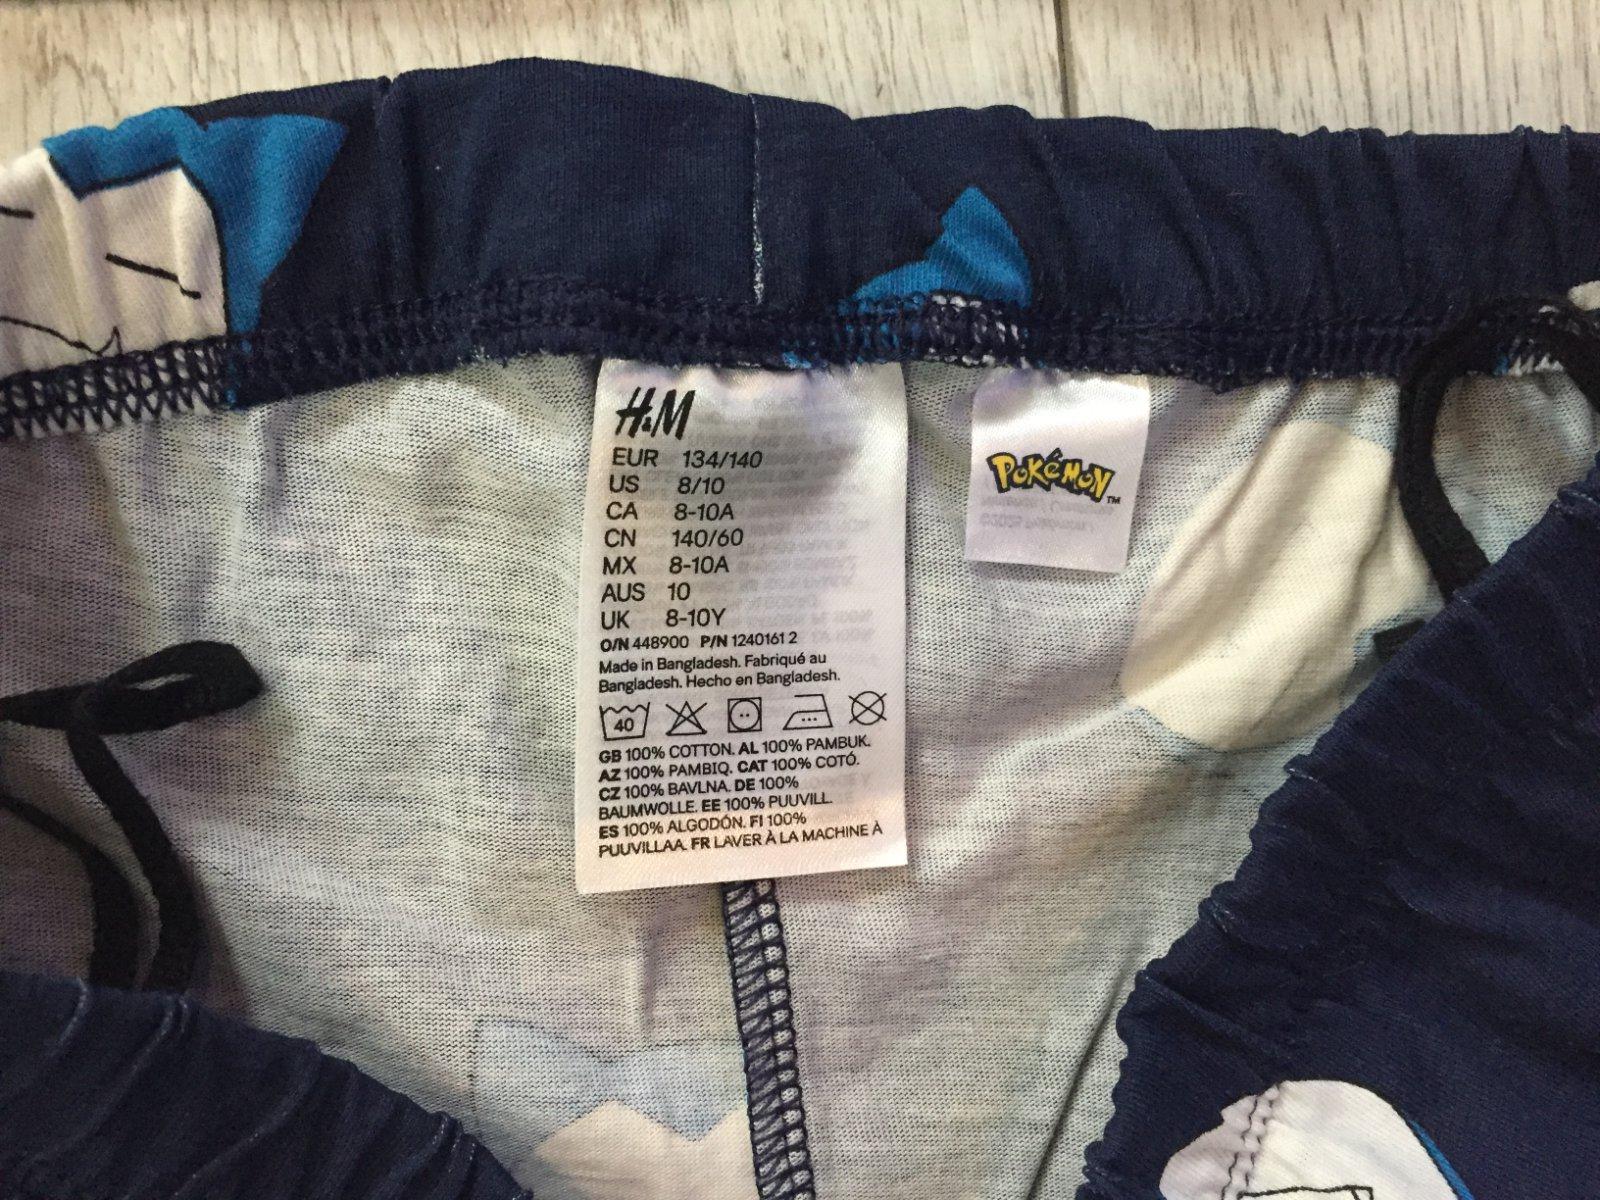 H&M
EUR 134/140
US 8/10
CA 8-10A
CN 140/60
MX 8-10A
AUS 10
UK 8-10Y
O/N 448900 P/N 1240161 2
Made in Bangladesh. Fabriqué au
Bangladesh. Hecho en Bangladesh.
40
GB 100% COTTON. AL 100% PAMBUK.
AZ 100% PAMBIQ. CAT 100% COTÓ.
CZ 100% BAVLNA. DE 100%
BAUMWOLLE. EE 100% PUUVILL.
ES 100% ALGODÓN. FI 100%
PUUVILLAA. FR LAVER À LA MACHINE À
POKéMON™